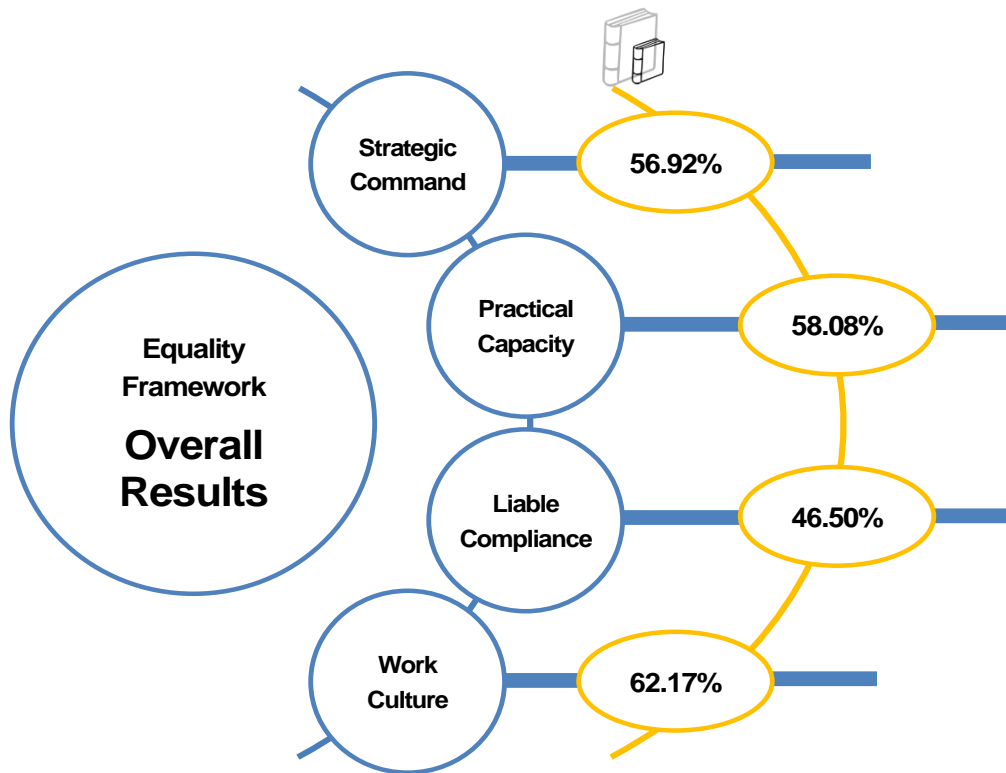 Equality
Framework
Overall
Results
Strategic
Command
56.92%
Practical
Capacity
58.08%
Liable
Compliance
46.50%
Work
Culture
62.17%